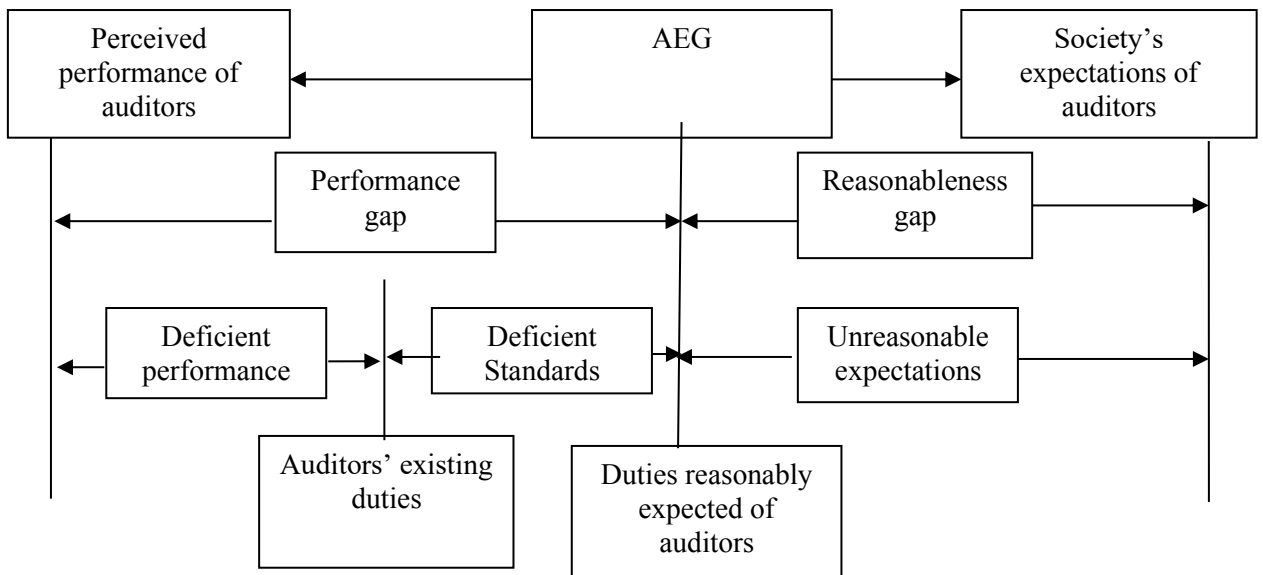 Perceived
performance of
auditors
AEG
Society’s
expectations of
auditors
Performance
gap
Reasonableness
gap
Deficient
performance
Deficient
Standards
Unreasonable
expectations
Auditors’ existing
duties
Duties reasonably
expected of
auditors